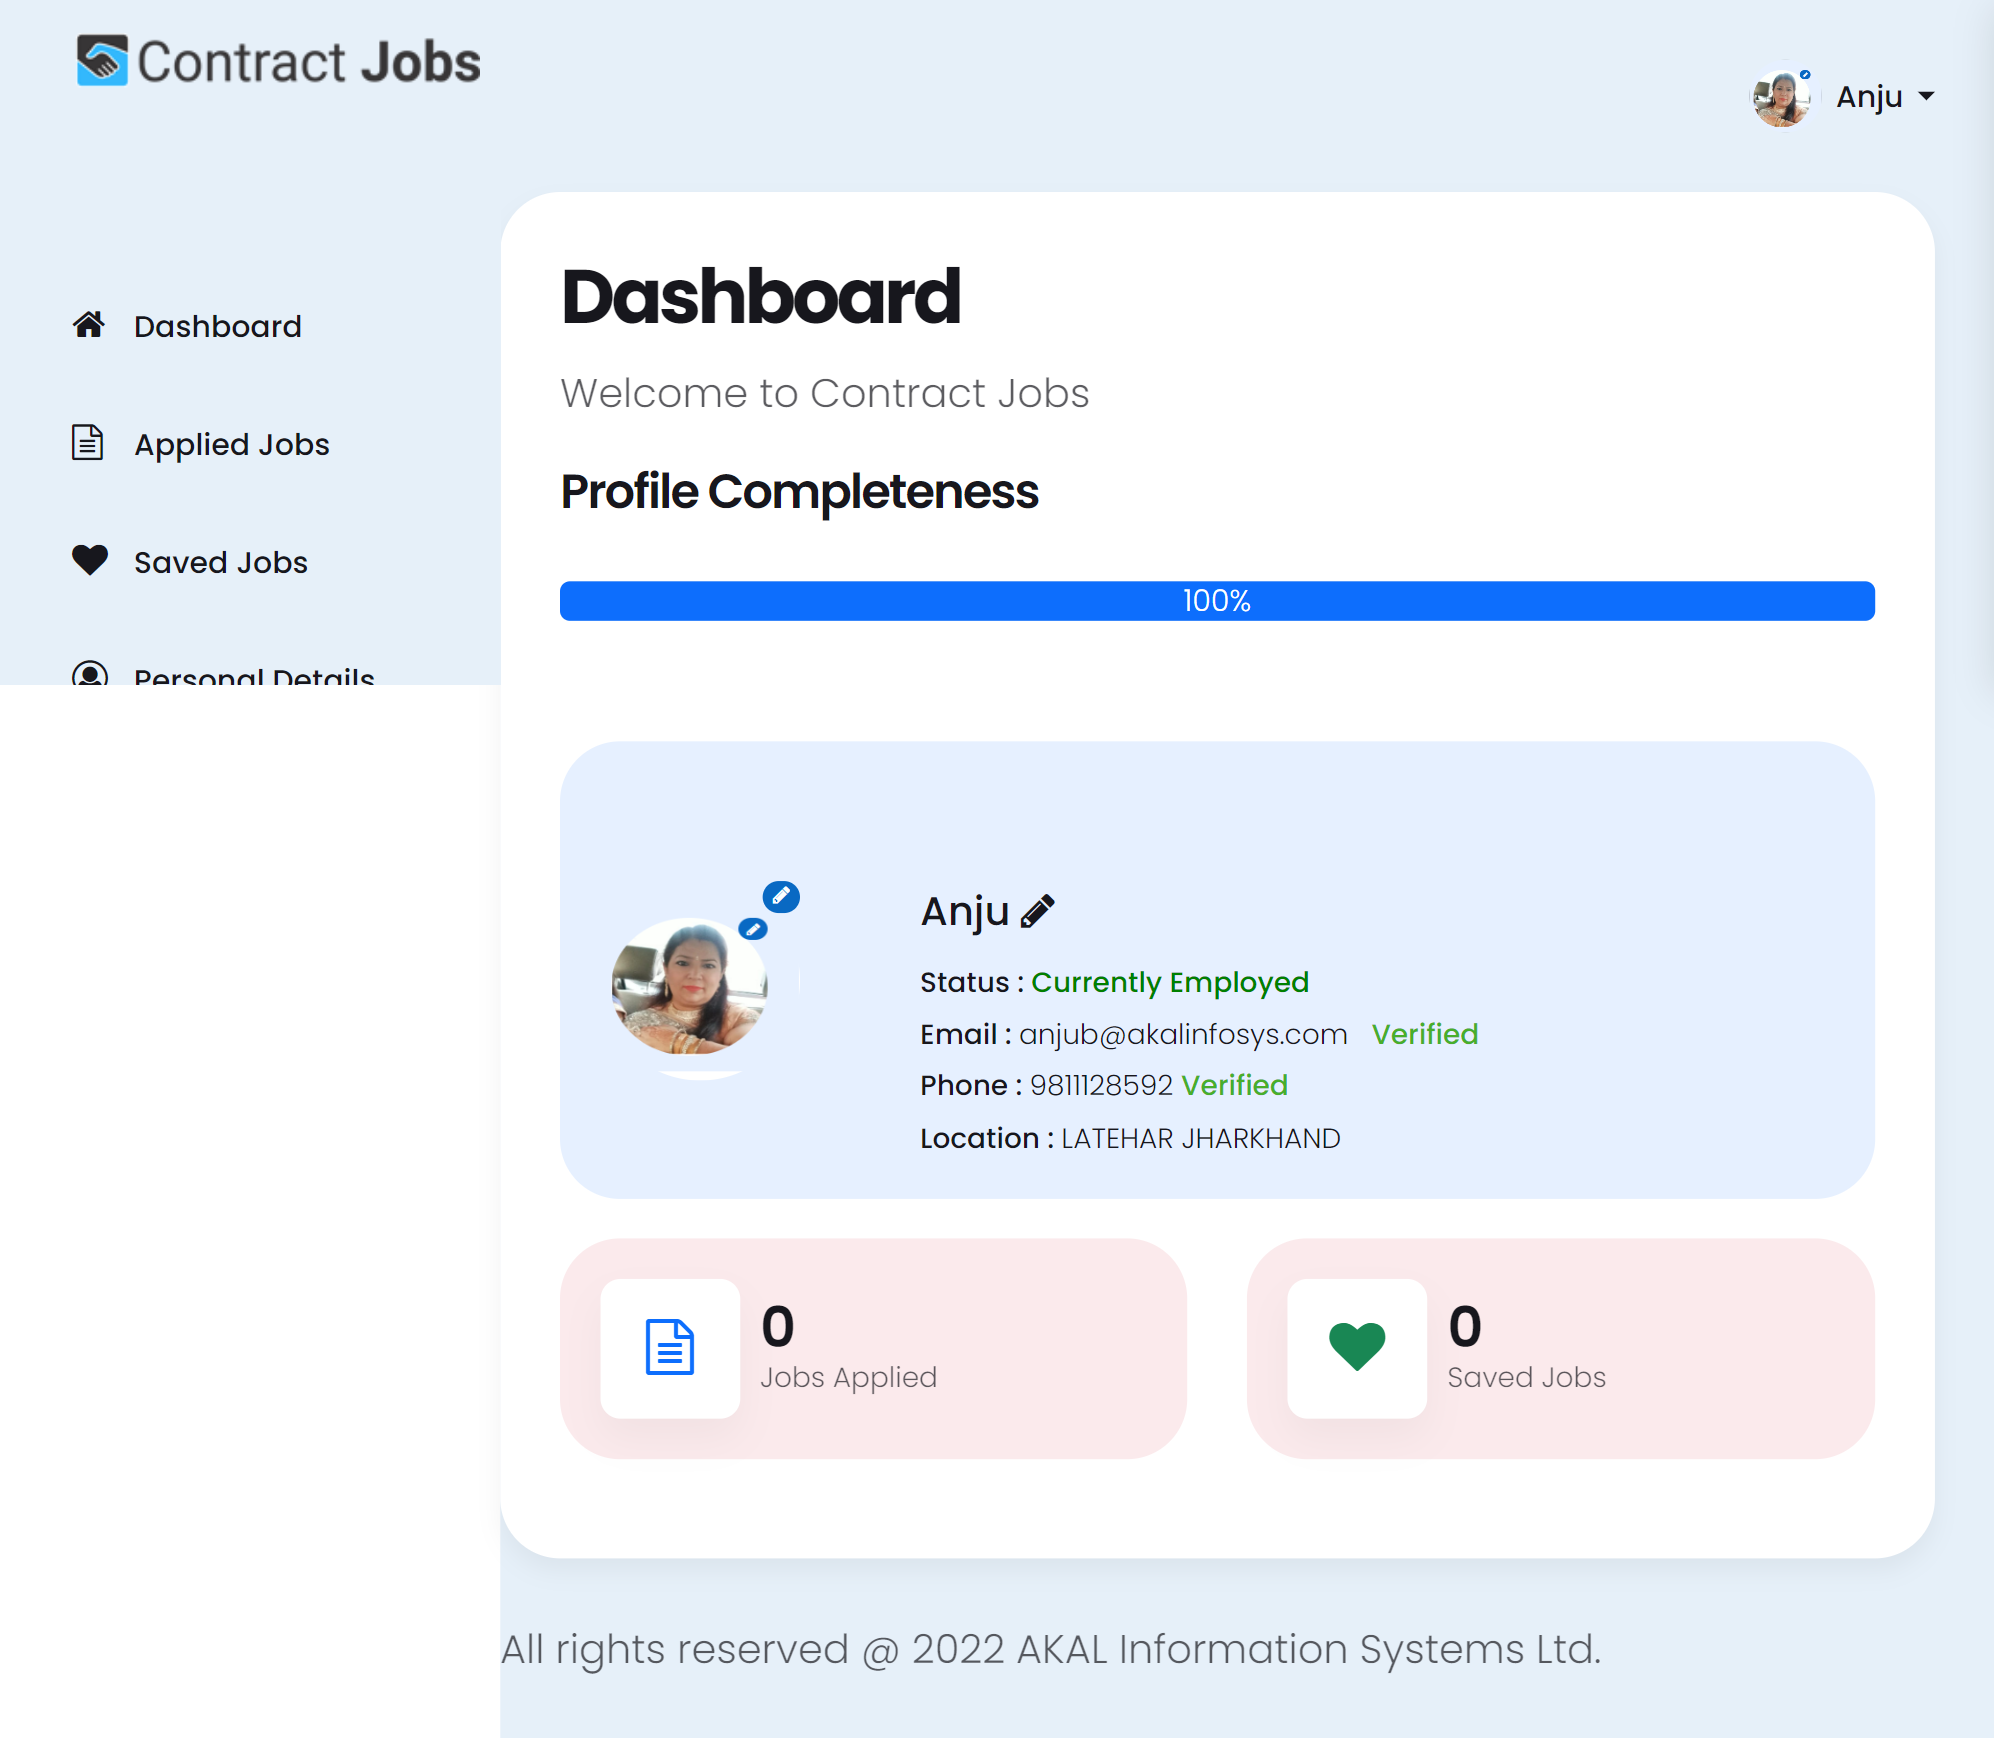 Contract Jobs
Anju
Dashboard
Applied Jobs
Saved Jobs
Personal Details
Dashboard
Welcome to Contract Jobs
Profile Completeness
100%
Anju
Status : Currently Employed
Email : anjub@akalinfosys.com Verified
Phone : 9811128592 Verified
Location : LATEHAR JHARKHAND
0
Jobs Applied
0
Saved Jobs
All rights reserved @ 2022 AKAL Information Systems Ltd.